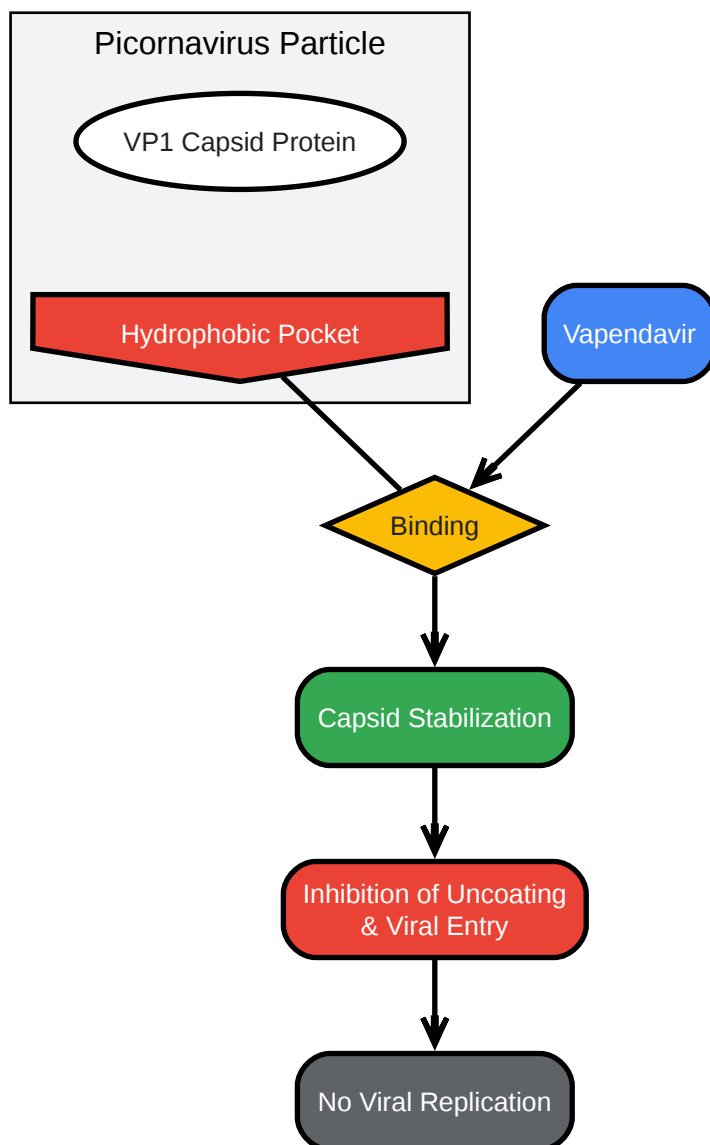 Picornavirus Particle
VP1 Capsid Protein
Hydrophobic Pocket
Vapendavir
Binding
Capsid Stabilization
Inhibition of Uncoating
& Viral Entry
No Viral Replication